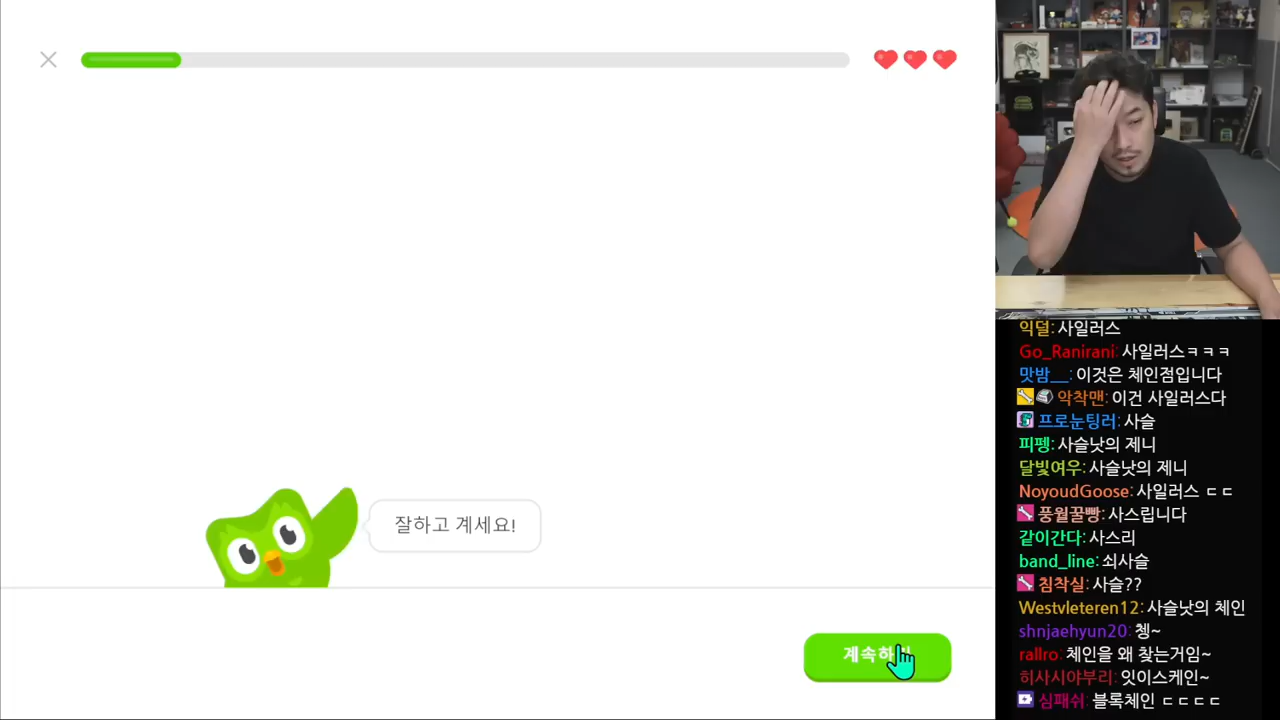 잘하고 계세요!
계속하기
익덜: 사일러스
Go_Ranirani: 사일러스ㅋㅋㅋ
맛밤__: 이것은 체인점입니다
악착맨: 이건 사일러스다
프로눈팅러: 사슬
피펭: 사슬낫의 제니
달빛여우: 사슬낫의 제니
NoyoudGoose: 사일러스 ㄷㄷ
풍월꿀빵: 사스립니다
같이간다: 사스리
band_line: 쇠사슬
침착실: 사슬??
Westvleteren12: 사슬낫의 체인
shnjaehyun20: 쳉~
rallro: 체인을 왜 찾는거임~
히사시야부리: 잇이스케인~
심패쉬: 블록체인 ㄷㄷㄷㄷ